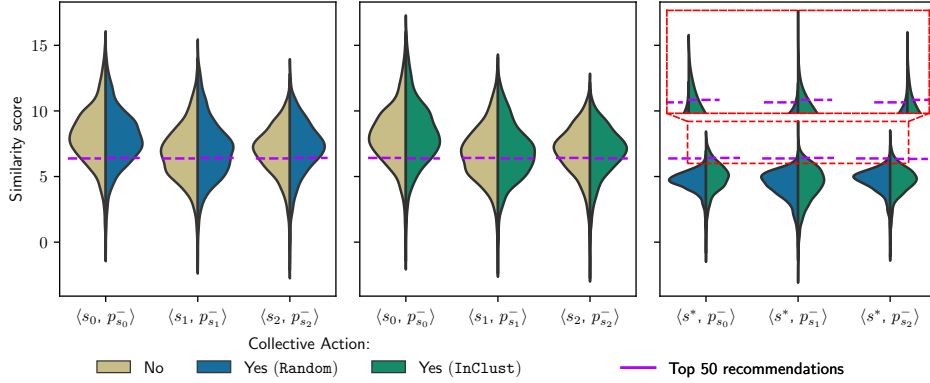 Similarity score
15
10
5
0
⟨s₀, p⁻ₛ₀⟩ ⟨s₁, p⁻ₛ₁⟩ ⟨s₂, p⁻ₛ₂⟩
⟨s₀, p⁻ₛ₀⟩ ⟨s₁, p⁻ₛ₁⟩ ⟨s₂, p⁻ₛ₂⟩
⟨s*, p⁻ₛ₀⟩ ⟨s*, p⁻ₛ₁⟩ ⟨s*, p⁻ₛ₂⟩
Collective Action:
No Yes (Random) Yes (InClust) Top 50 recommendations